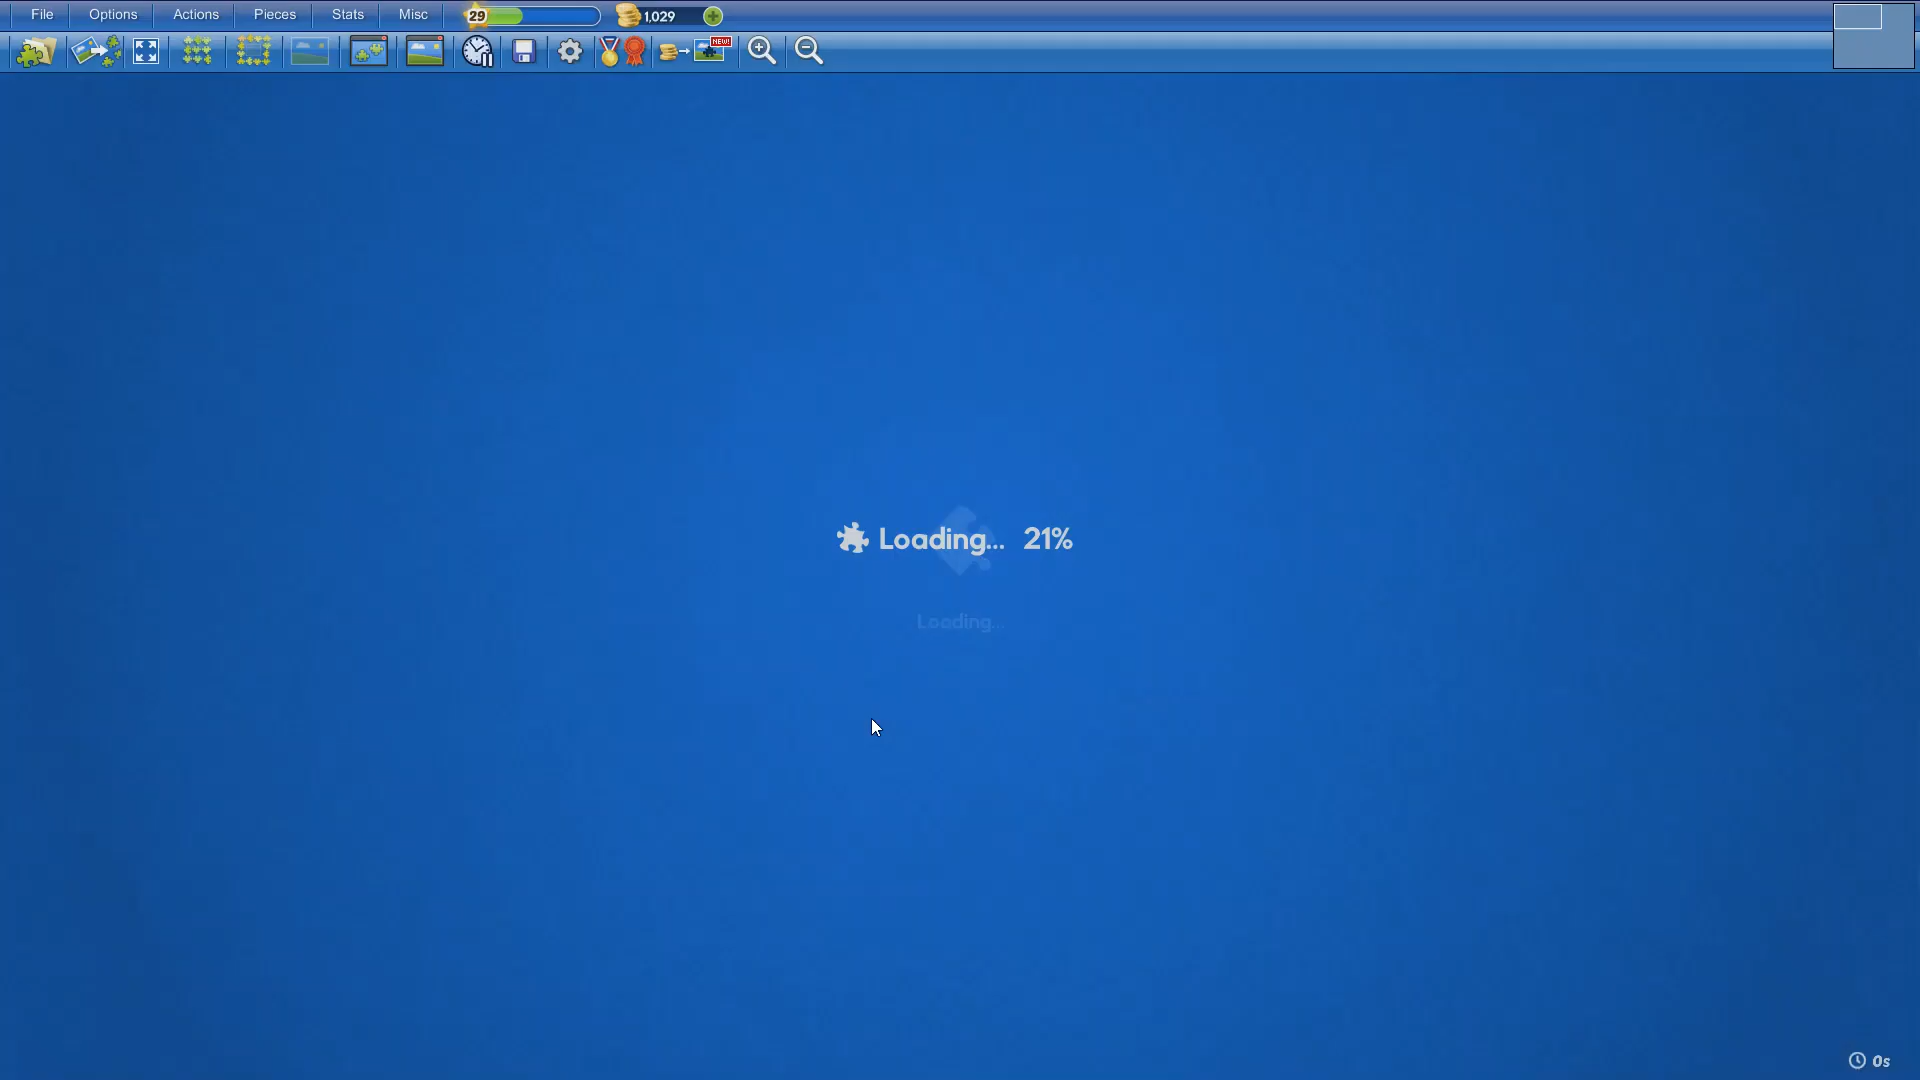 File Options Actions Pieces Stats Misc 29 1,029
NEW!
Loading... 21%
Loading...
0s